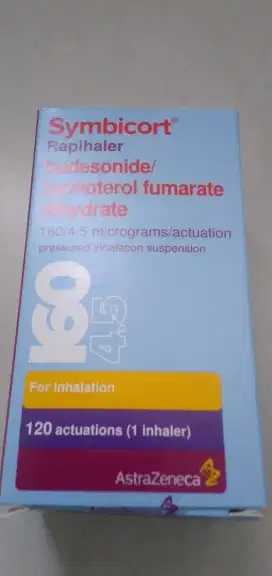 Symbicort®
Rapihaler
budesonide/
formoterol fumarate
dihydrate
160/4.5 micrograms/actuation
pressurised inhalation suspension
160
4.5
For inhalation
120 actuations (1 inhaler)
AstraZeneca